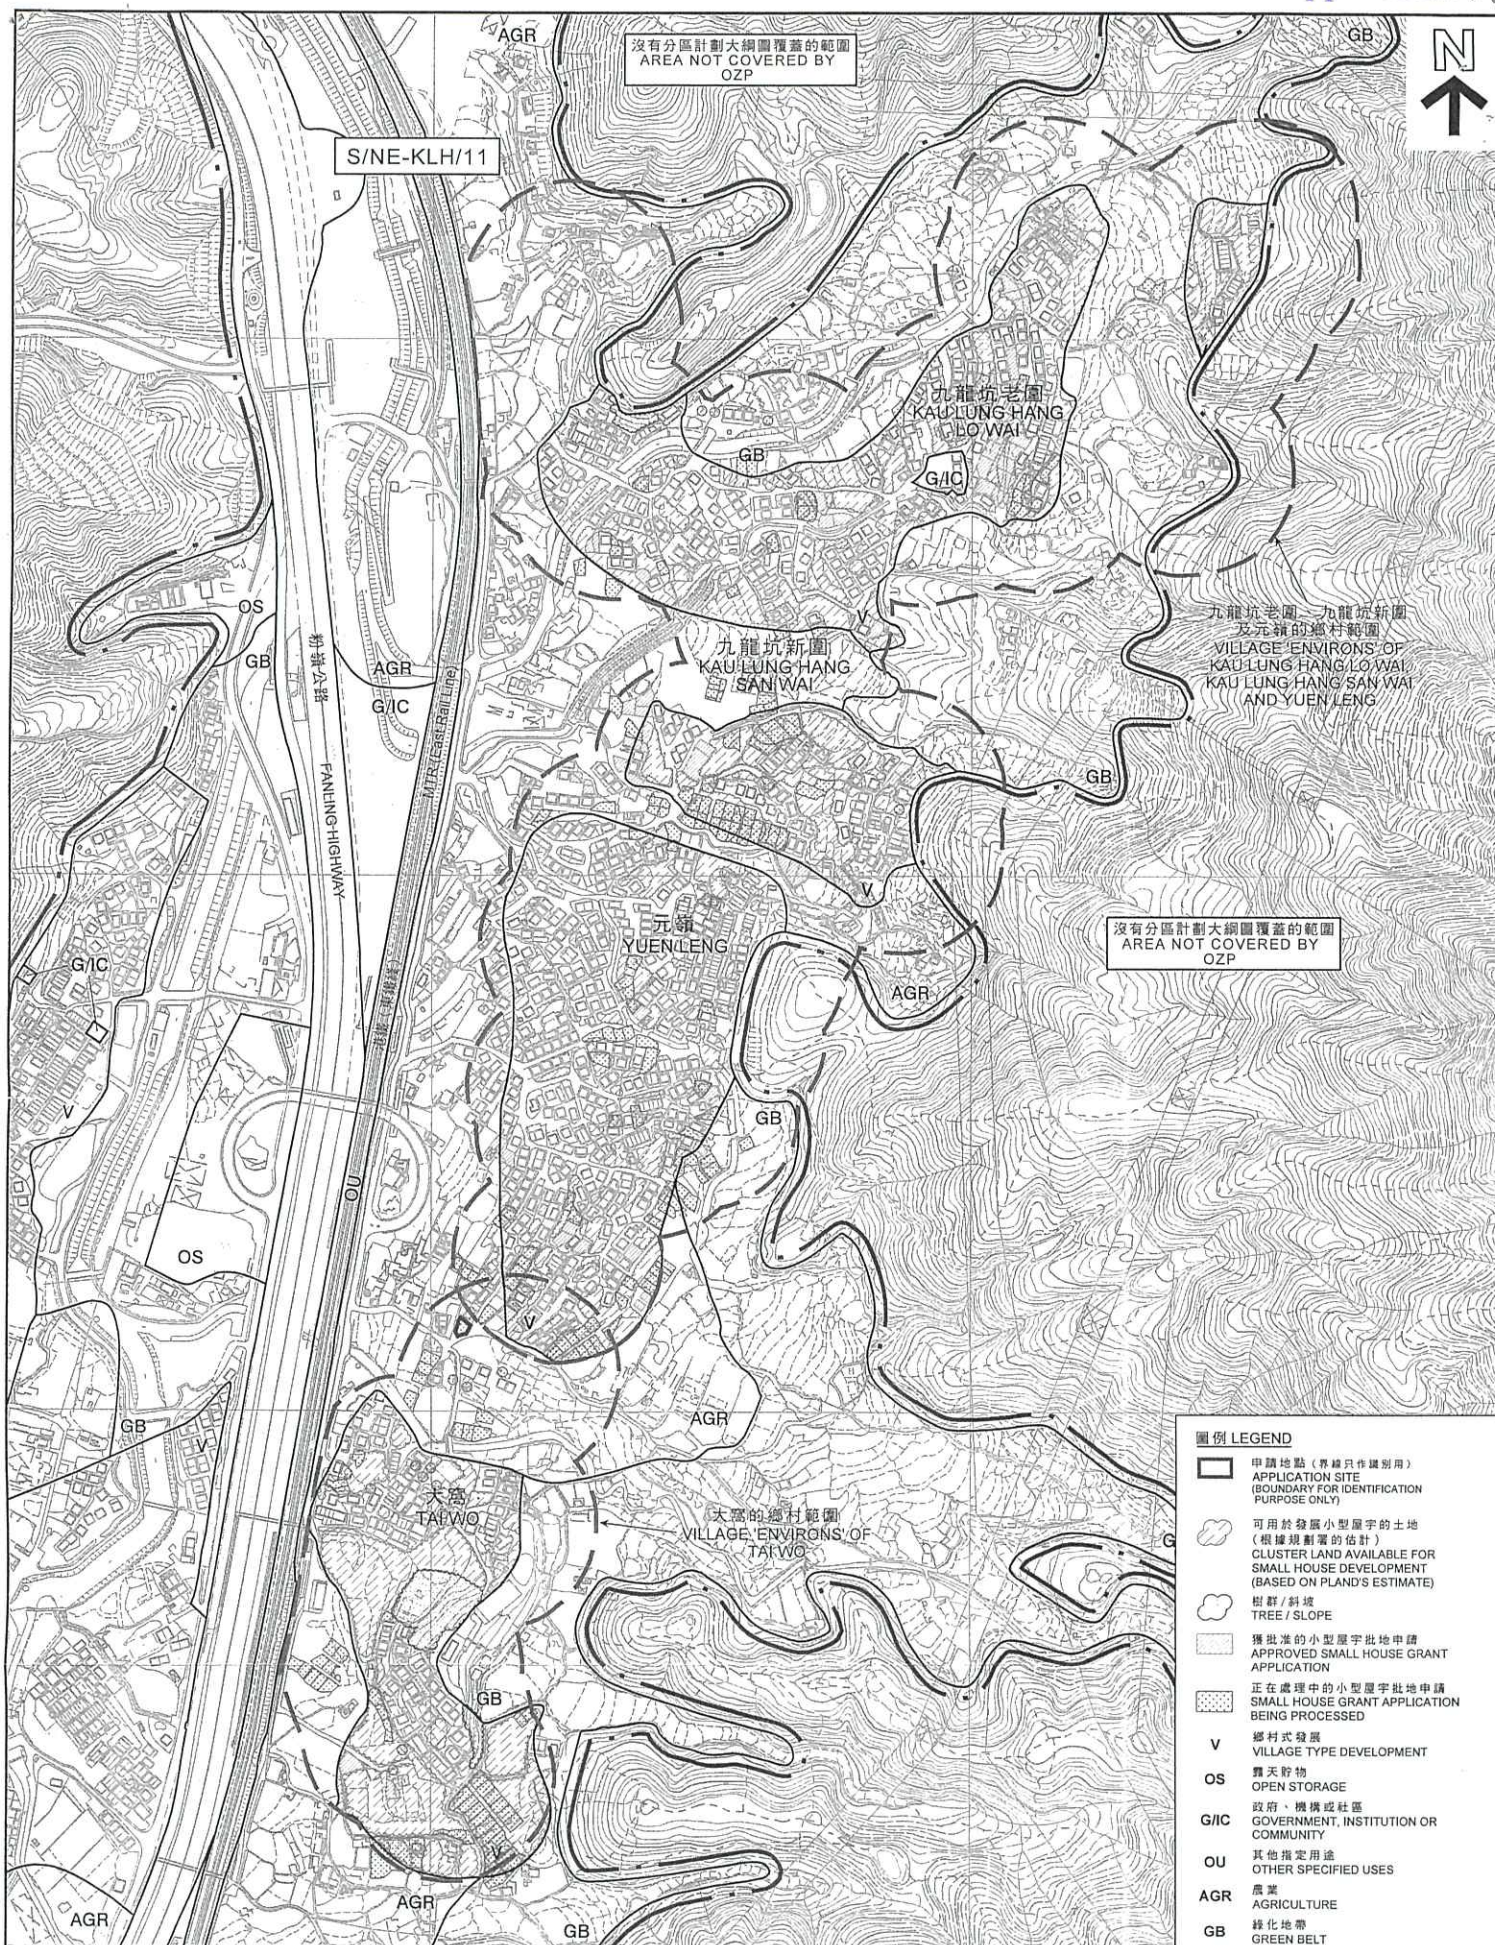 AGR
沒有分區計劃大綱圖覆蓋的範圍
AREA NOT COVERED BY
OZP
GB
N
S/NE-KLH/11
九龍坑老圍
KAU LUNG HANG
LO WAI
GB
G/IC
OS
GB
粉嶺公路
FANLING HIGHWAY
AGR
G/IC
MTR (East Rail Line)
港鐵(東鐵綫)
V
九龍坑新圍
KAU LUNG HANG
SAN WAI
九龍坑老圍、九龍坑新圍
及元嶺的鄉村範圍
VILLAGE 'ENVIRONS' OF
KAU LUNG HANG LO WAI,
KAU LUNG HANG SAN WAI
AND YUEN LENG
GB
V
元嶺
YUEN LENG
沒有分區計劃大綱圖覆蓋的範圍
AREA NOT COVERED BY
OZP
G/IC
AGR
V
GB
OU
OS
V
GB
V
AGR
大窩
TAI WO
大窩的鄉村範圍
VILLAGE 'ENVIRONS' OF
TAI WO
GB
V
AGR
AGR
GB
圖例 LEGEND
申請地點(界線只作識別用)
APPLICATION SITE
(BOUNDARY FOR IDENTIFICATION
PURPOSE ONLY)
可用於發展小型屋宇的土地
(根據規劃署的估計)
CLUSTER LAND AVAILABLE FOR
SMALL HOUSE DEVELOPMENT
(BASED ON PLAND'S ESTIMATE)
樹群/斜坡
TREE / SLOPE
獲批准的小型屋宇批地申請
APPROVED SMALL HOUSE GRANT
APPLICATION
正在處理中的小型屋宇批地申請
SMALL HOUSE GRANT APPLICATION
BEING PROCESSED
V 鄉村式發展
VILLAGE TYPE DEVELOPMENT
OS 露天貯物
OPEN STORAGE
G/IC 政府、機構或社區
GOVERNMENT, INSTITUTION OR
COMMUNITY
OU 其他指定用途
OTHER SPECIFIED USES
AGR 農業
AGRICULTURE
GB 綠化地帶
GREEN BELT